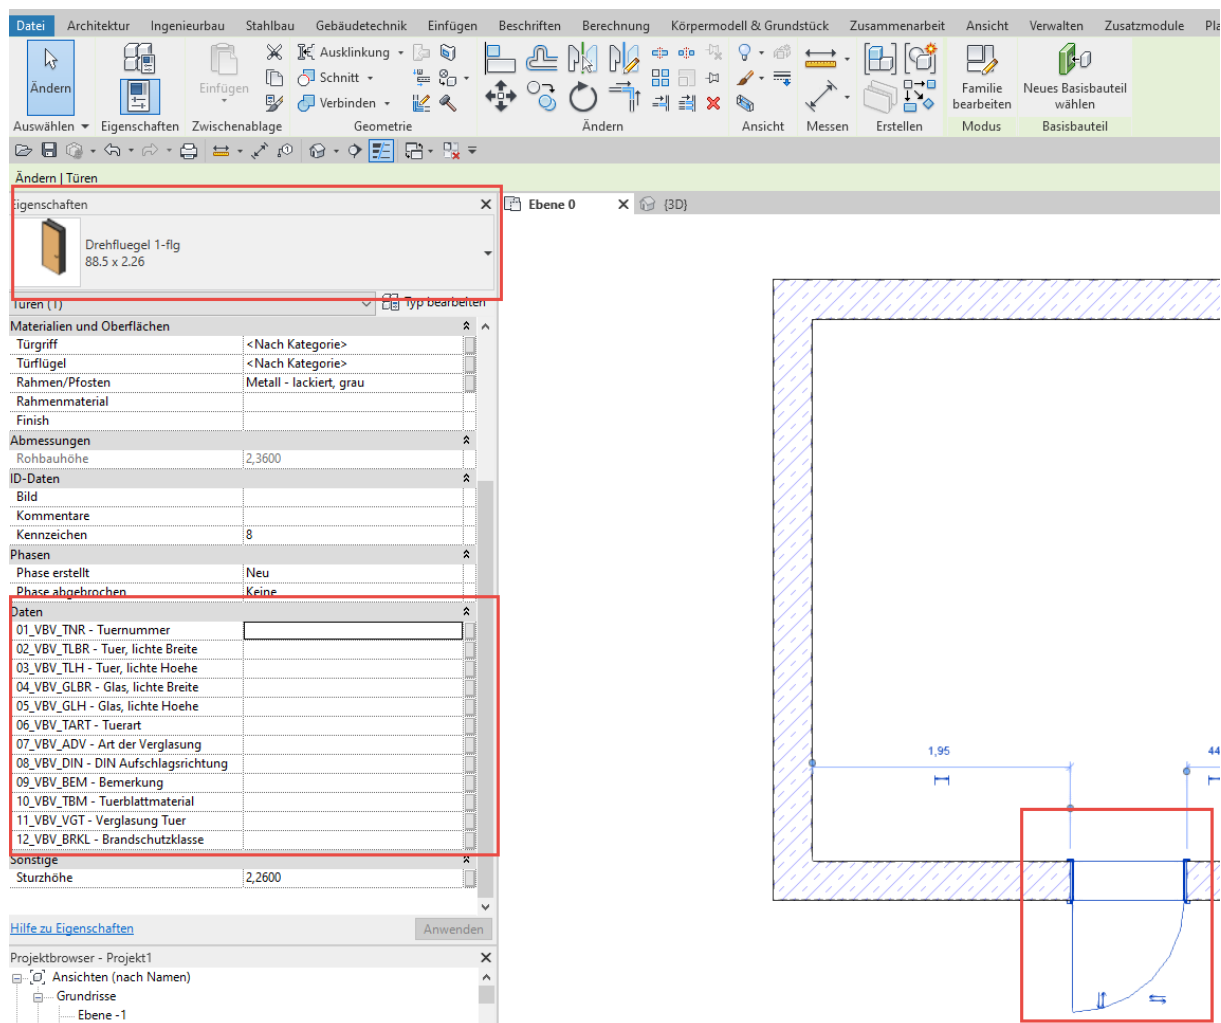 Datei Architektur Ingenieurbau Stahlbau Gebäudetechnik Einfügen Beschriften Berechnung Körpermodell & Grundstück Zusammenarbeit Ansicht Verwalten Zusatzmodule
Ausklinkung
Schnitt
Verbinden
Ändern
Einfügen
Familie bearbeiten
Neues Basisbauteil wählen
Auswählen Eigenschaften Zwischenablage Geometrie Ändern Ansicht Messen Erstellen Modus Basisbauteil
Ändern | Türen
Eigenschaften
Ebene 0
{3D}
Drehfluegel 1-flg
88.5 x 2.26
Türen (1) Typ bearbeiten
Materialien und Oberflächen
Türgriff <Nach Kategorie>
Türflügel <Nach Kategorie>
Rahmen/Pfosten Metall - lackiert, grau
Rahmenmaterial
Finish
Abmessungen
Rohbauhöhe 2,3600
ID-Daten
Bild
Kommentare
Kennzeichen 8
Phasen
Phase erstellt Neu
Phase abgebrochen Keine
Daten
01_VBV_TNR - Tuernummer
02_VBV_TLBR - Tuer, lichte Breite
03_VBV_TLH - Tuer, lichte Hoehe
04_VBV_GLBR - Glas, lichte Breite
05_VBV_GLH - Glas, lichte Hoehe
06_VBV_TART - Tuerart
07_VBV_ADV - Art der Verglasung
08_VBV_DIN - DIN Aufschlagsrichtung
09_VBV_BEM - Bemerkung
10_VBV_TBM - Tuerblattmaterial
11_VBV_VGT - Verglasung Tuer
12_VBV_BRKL - Brandschutzklasse
Sonstige
Sturzhöhe 2,2600
Hilfe zu Eigenschaften Anwenden
Projektbrowser - Projekt1
Ansichten (nach Namen)
Grundrisse
Ebene -1
1,95
44